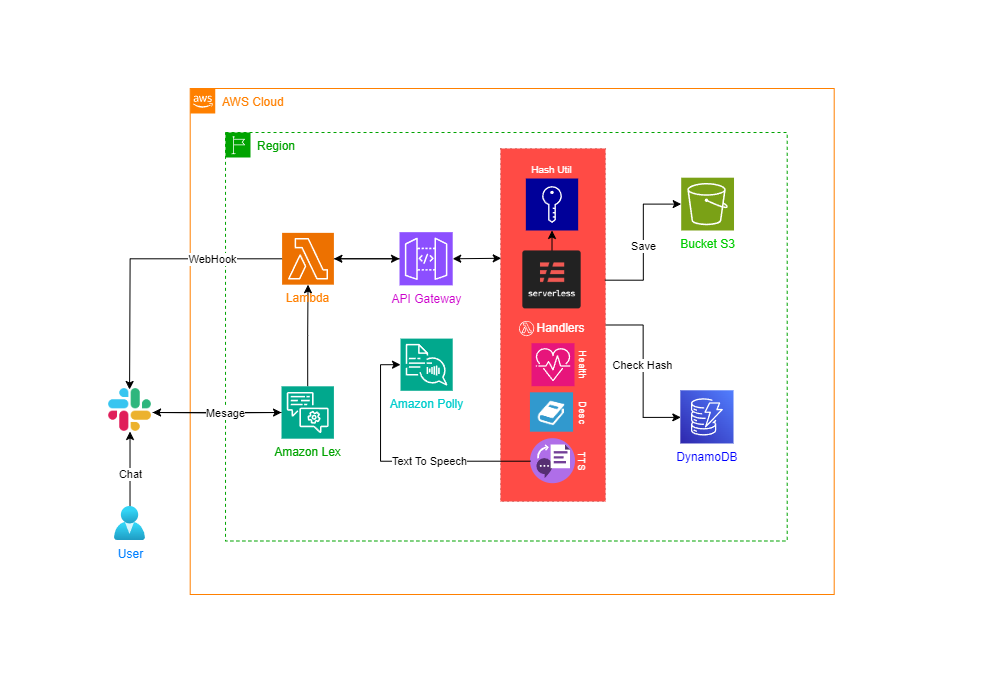 aws
AWS Cloud
Region
Hash Util
serverless
Save
Bucket S3
WebHook
Lambda
API Gateway
Handlers
Health
Desc
TTS
Check Hash
Amazon Polly
Mesage
Amazon Lex
Text To Speech
DynamoDB
Chat
User